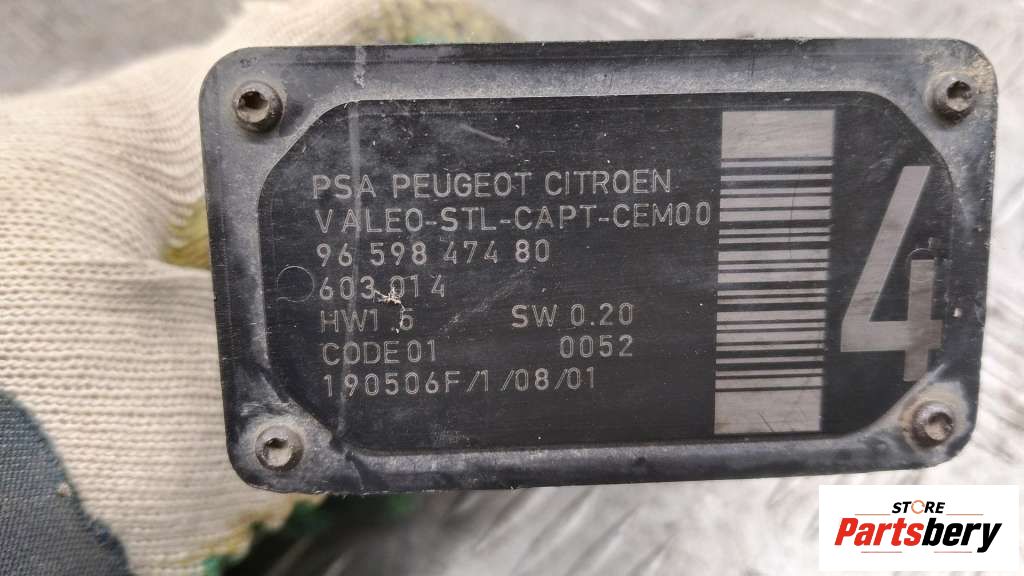 PSA PEUGEOT CITROEN
VALEO-STL-CAPT-CEM00
96 598 474 80
603.014
HW1.5 SW 0.20
CODE01 0052
190506F/1/08/01
4
STORE
Partsbery